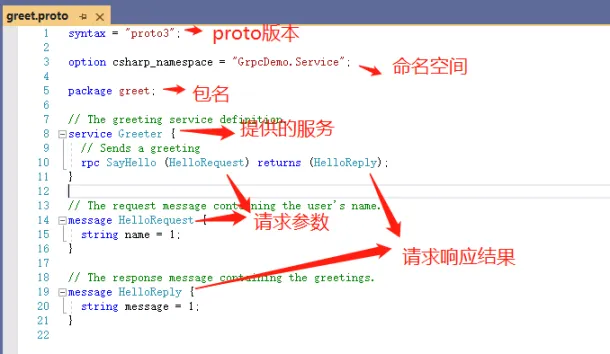 greet.proto
1 syntax = "proto3"; proto版本
2
3 option csharp_namespace = "GrpcDemo.Service"; 命名空间
4
5 package greet; 包名
6
7 // The greeting service definition.
8 service Greeter { 提供的服务
9 // Sends a greeting
10 rpc SayHello (HelloRequest) returns (HelloReply);
11 }
12
13 // The request message containing the user's name.
14 message HelloRequest { 请求参数
15 string name = 1;
16 }
17 请求响应结果
18 // The response message containing the greetings.
19 message HelloReply {
20 string message = 1;
21 }
22